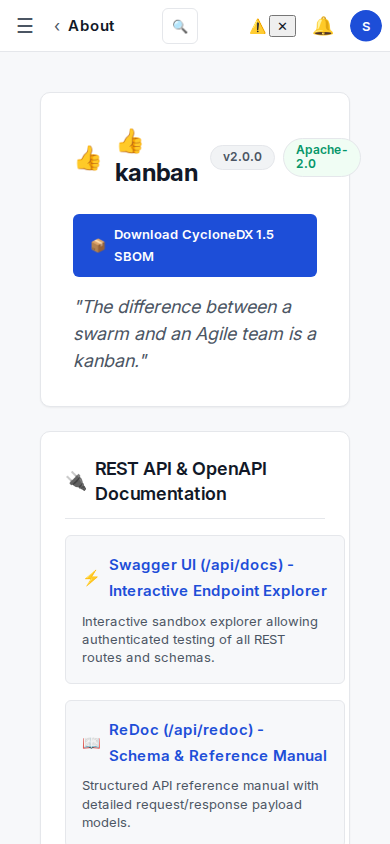 ☰ ‹ About 🔍 ⚠️ ✕ 🔔 S
👍 👍 kanban v2.0.0 Apache-2.0
📦 Download CycloneDX 1.5
SBOM
"The difference between a
swarm and an Agile team is a
kanban."
🔌 REST API & OpenAPI
Documentation
⚡ Swagger UI (/api/docs) -
Interactive Endpoint Explorer
Interactive sandbox explorer allowing
authenticated testing of all REST
routes and schemas.
📖 ReDoc (/api/redoc) -
Schema & Reference Manual
Structured API reference manual with
detailed request/response payload
models.